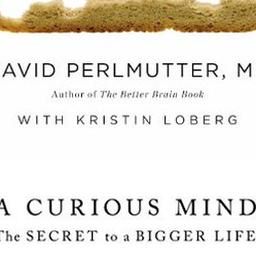 AVID PERLMUTTER, M
Author of The Better Brain Book
WITH KRISTIN LOBERG
A CURIOUS MIND
The SECRET to a BIGGER LIFE